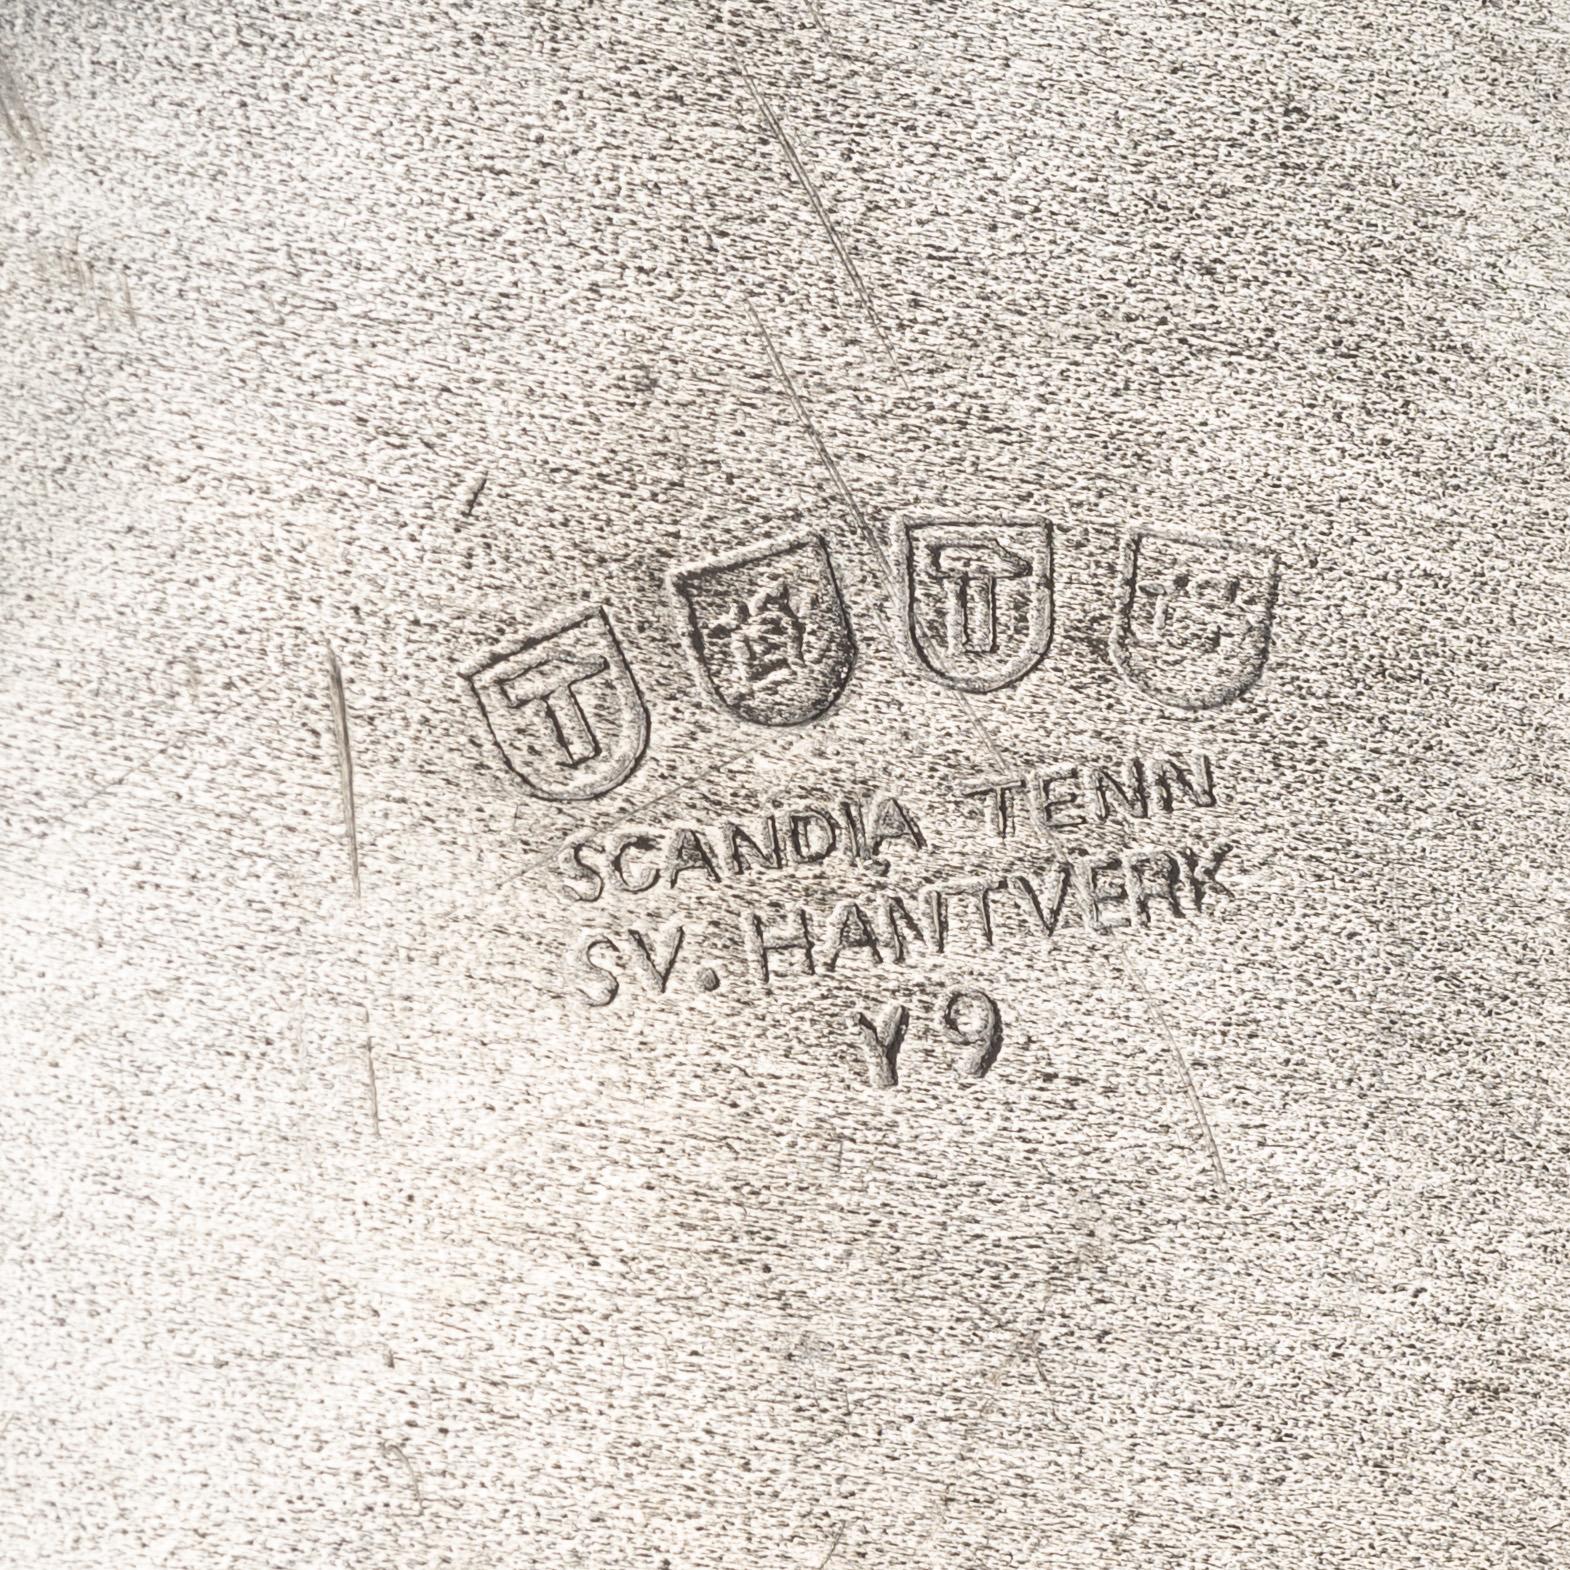 SCANDIA TENN
SV. HANTVERK
Y9